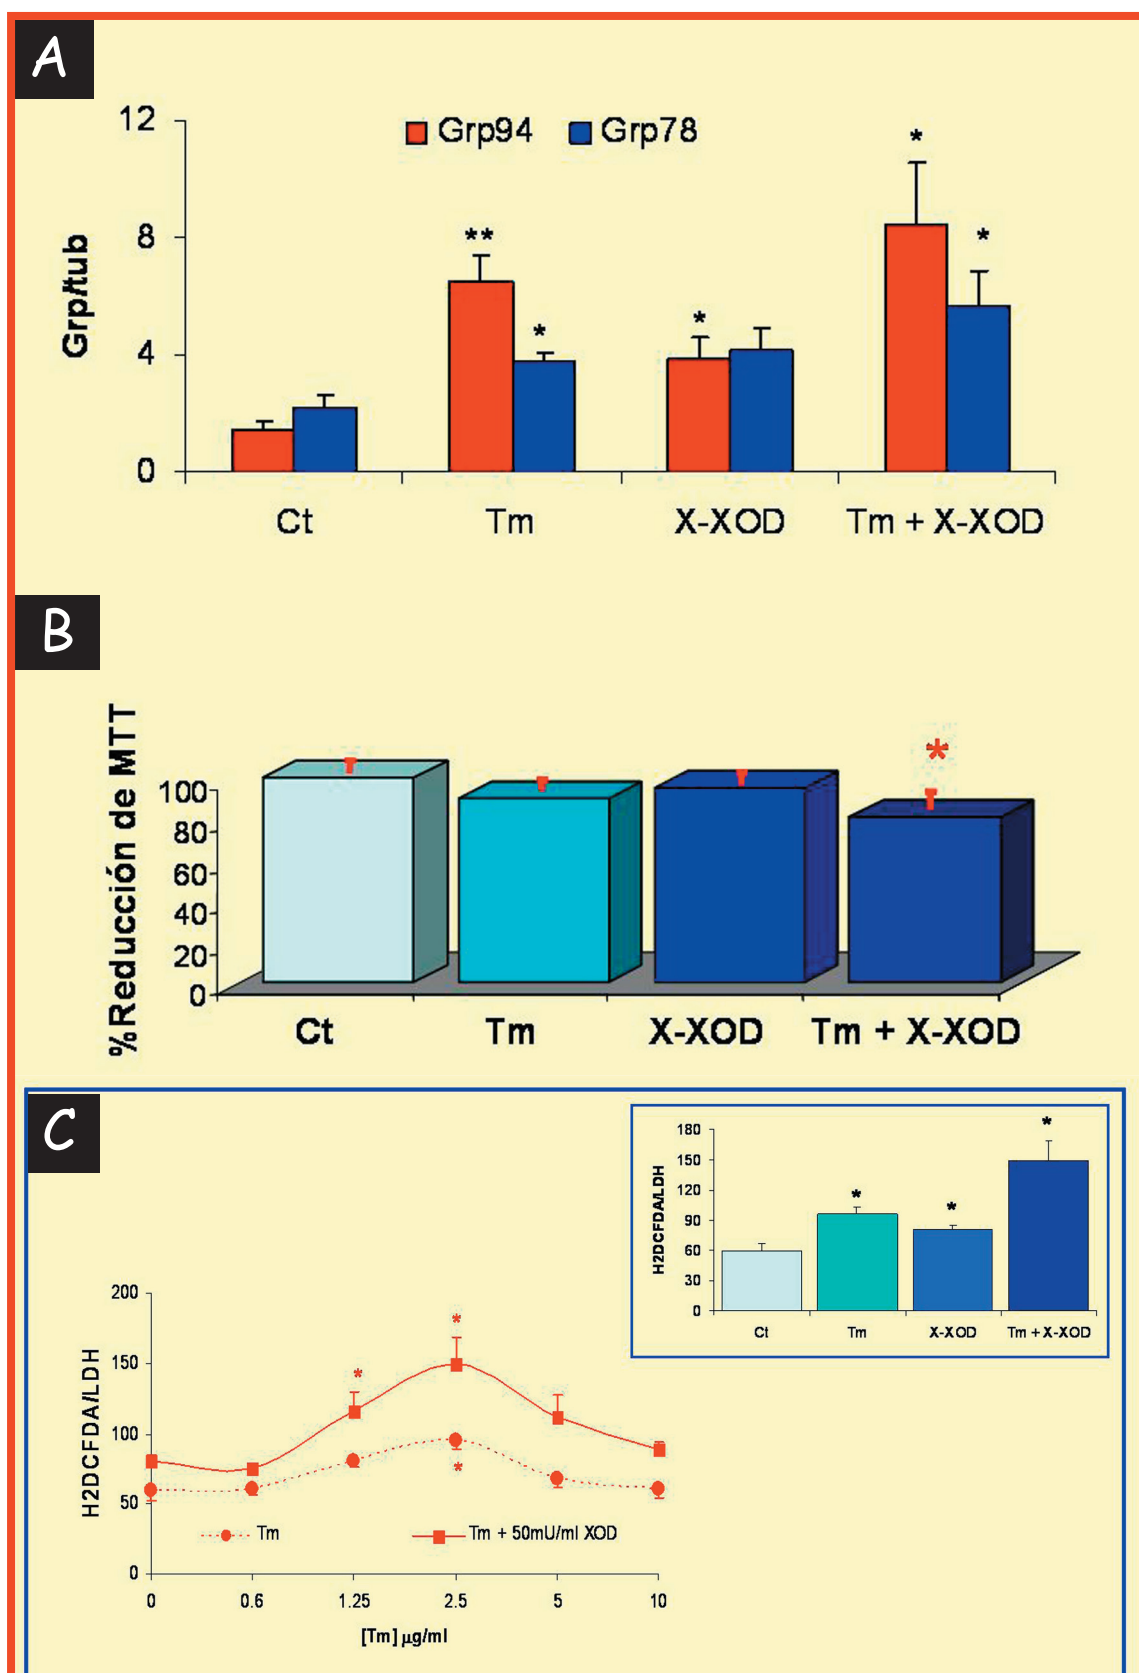 A
12
Grp94 Grp78
*
8
**
*
Grp/tub
*
*
4
0
Ct Tm X-XOD Tm + X-XOD
B
%Reducción de MTT
*
100
80
60
40
20
0
Ct Tm X-XOD Tm + X-XOD
C
180
150
120
90
60
30
0
H2DCFDA/LDH
*
*
*
Ct Tm X-XOD Tm + X-XOD
200
150
100
50
0
H2DCFDA/LDH
*
*
*
Tm Tm + 50mU/ml XOD
0 0.6 1.25 2.5 5 10
[Tm] µg/ml